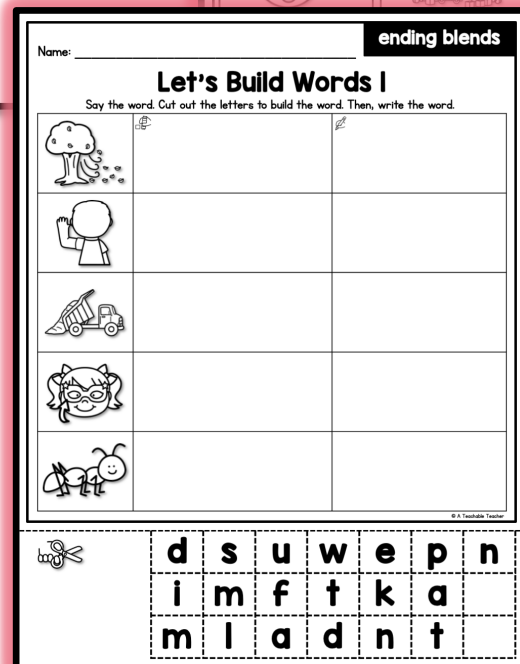 ending blends
Name:
Let's Build Words 1
Say the word. Cut out the letters to build the word. Then, write the word.
© A Teachable Teacher
d s u w e p n
i m f t k a
m l a d n t